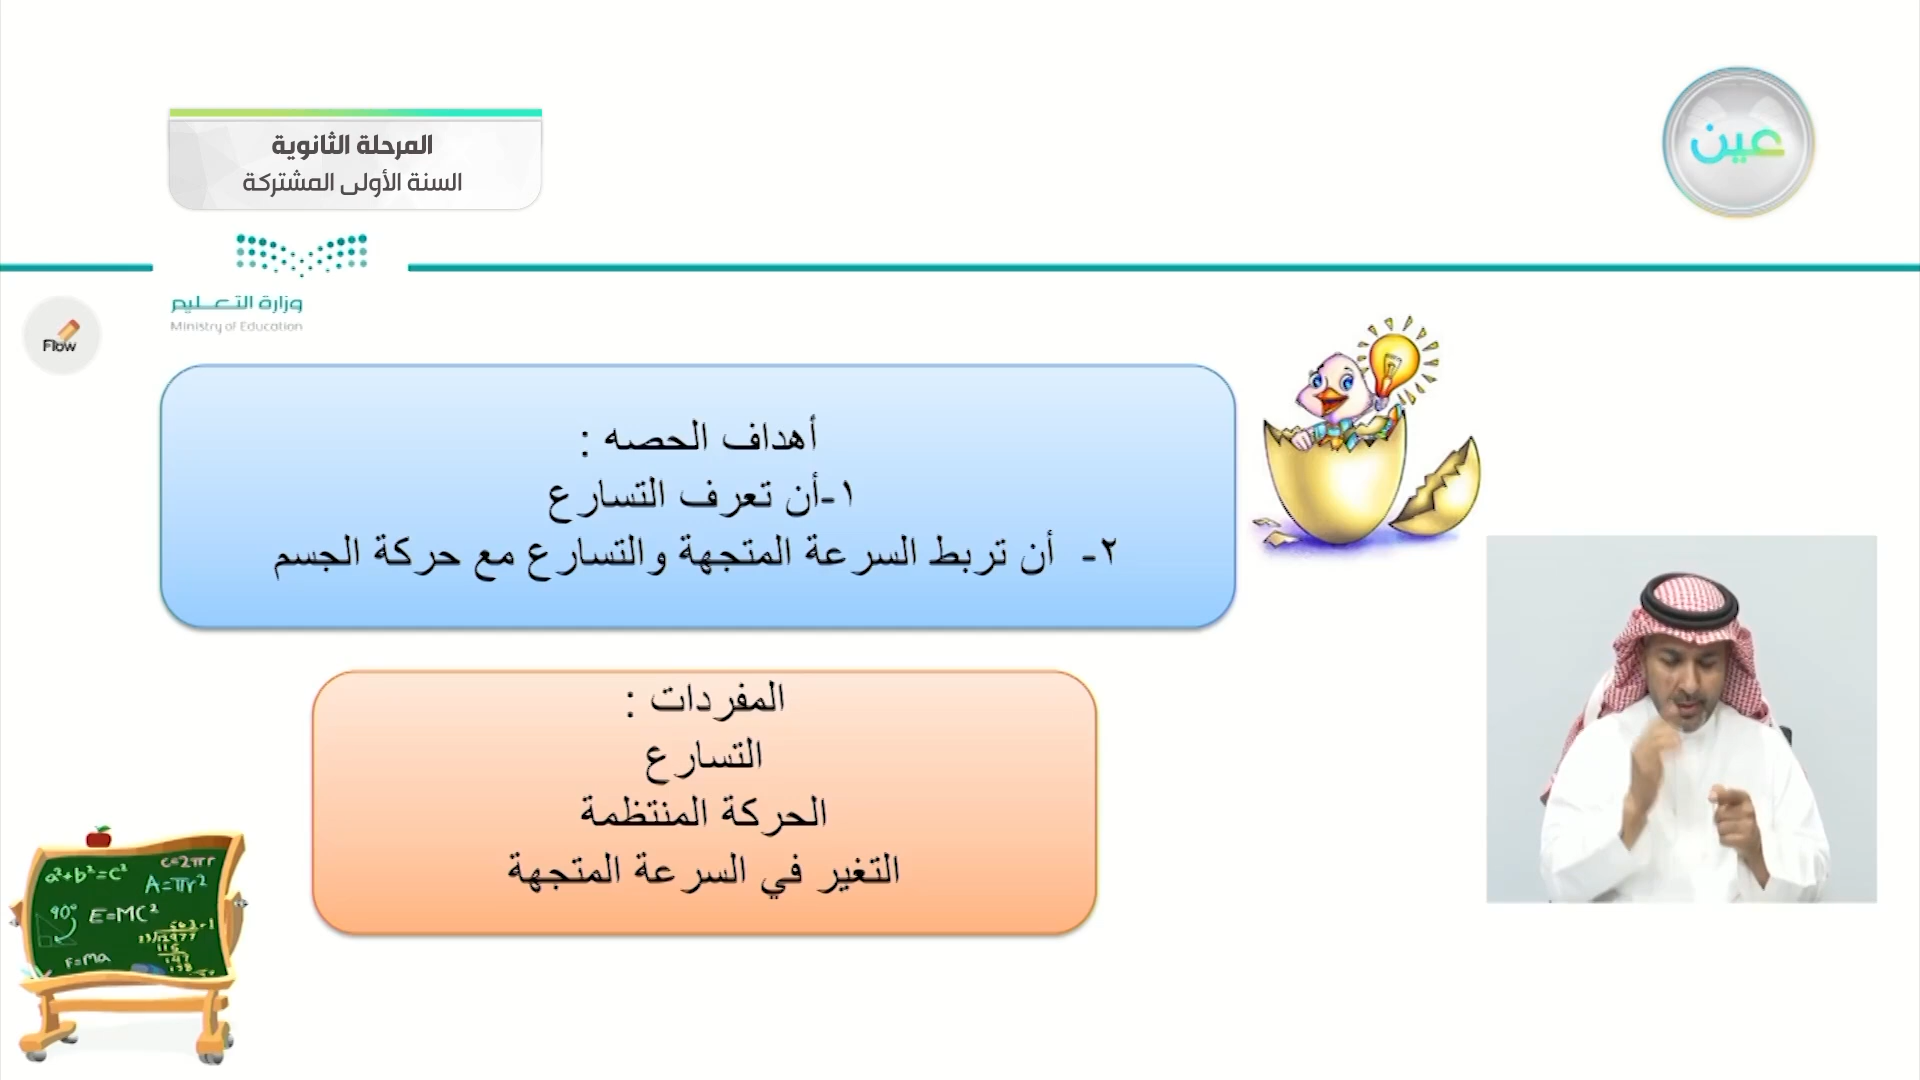 المرحلة الثانوية
السنة الأولى المشتركة
عين
وزارة التعليم
Ministry of Education
Flow
أهداف الحصه :
١-أن تعرف التسارع
٢- أن تربط السرعة المتجهة والتسارع مع حركة الجسم
المفردات :
التسارع
الحركة المنتظمة
التغير في السرعة المتجهة
c=2πr
a²+b²=c²
A=πr²
90°
E=MC²
F=ma